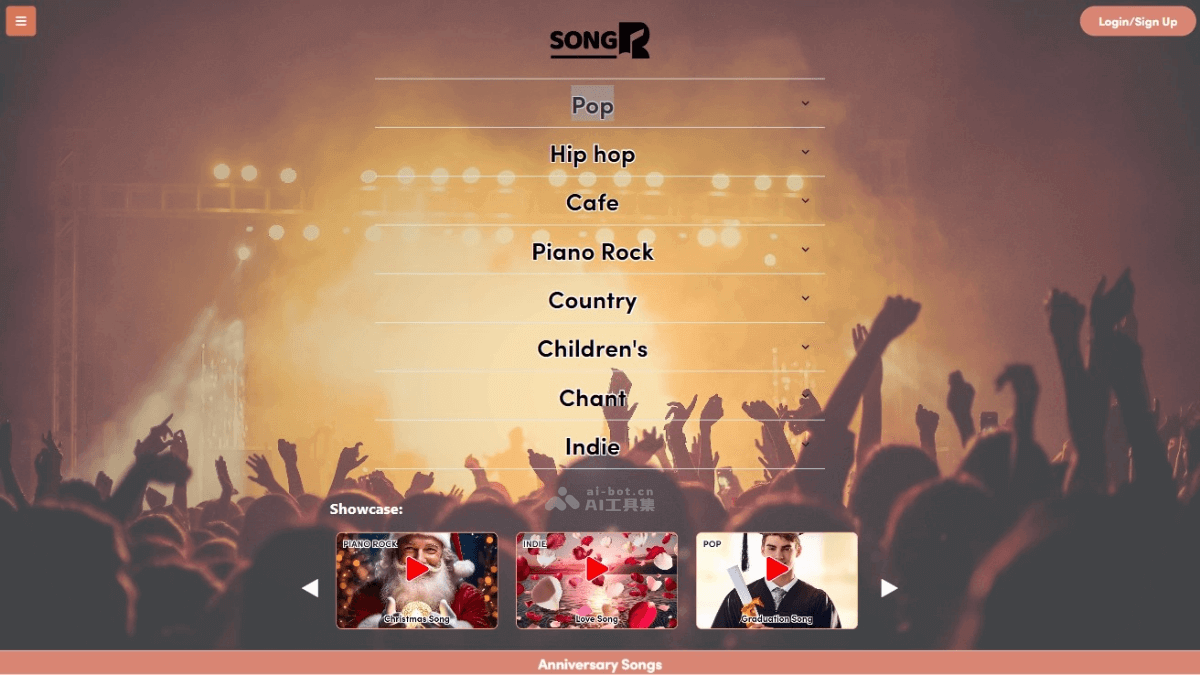 Login/Sign Up
SONGR
Pop
Hip hop
Cafe
Piano Rock
Country
Children's
Chant
Indie
ai-bot.cn
AI工具集
Showcase:
PIANO ROCK
Christmas Song
INDIE
Love Song
POP
Graduation Song
Anniversary Songs